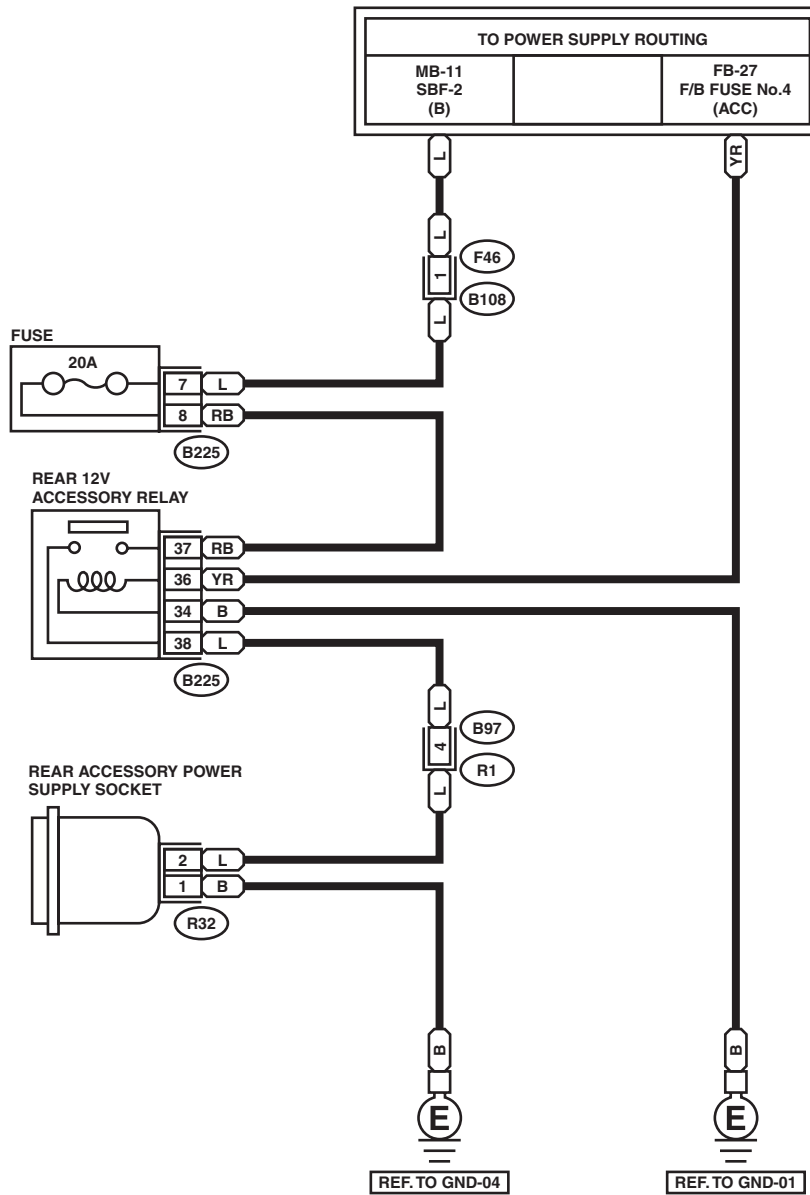 TO POWER SUPPLY ROUTING
MB-11
SBF-2
(B)
FB-27
F/B FUSE No.4
(ACC)
L
YR
L
F46
1
B108
L
FUSE
20A
7 L
8 RB
B225
REAR 12V
ACCESSORY RELAY
37 RB
36 YR
34 B
38 L
B225
L
B97
4
R1
L
REAR ACCESSORY POWER
SUPPLY SOCKET
2 L
1 B
R32
B
B
E
E
REF. TO GND-04
REF. TO GND-01